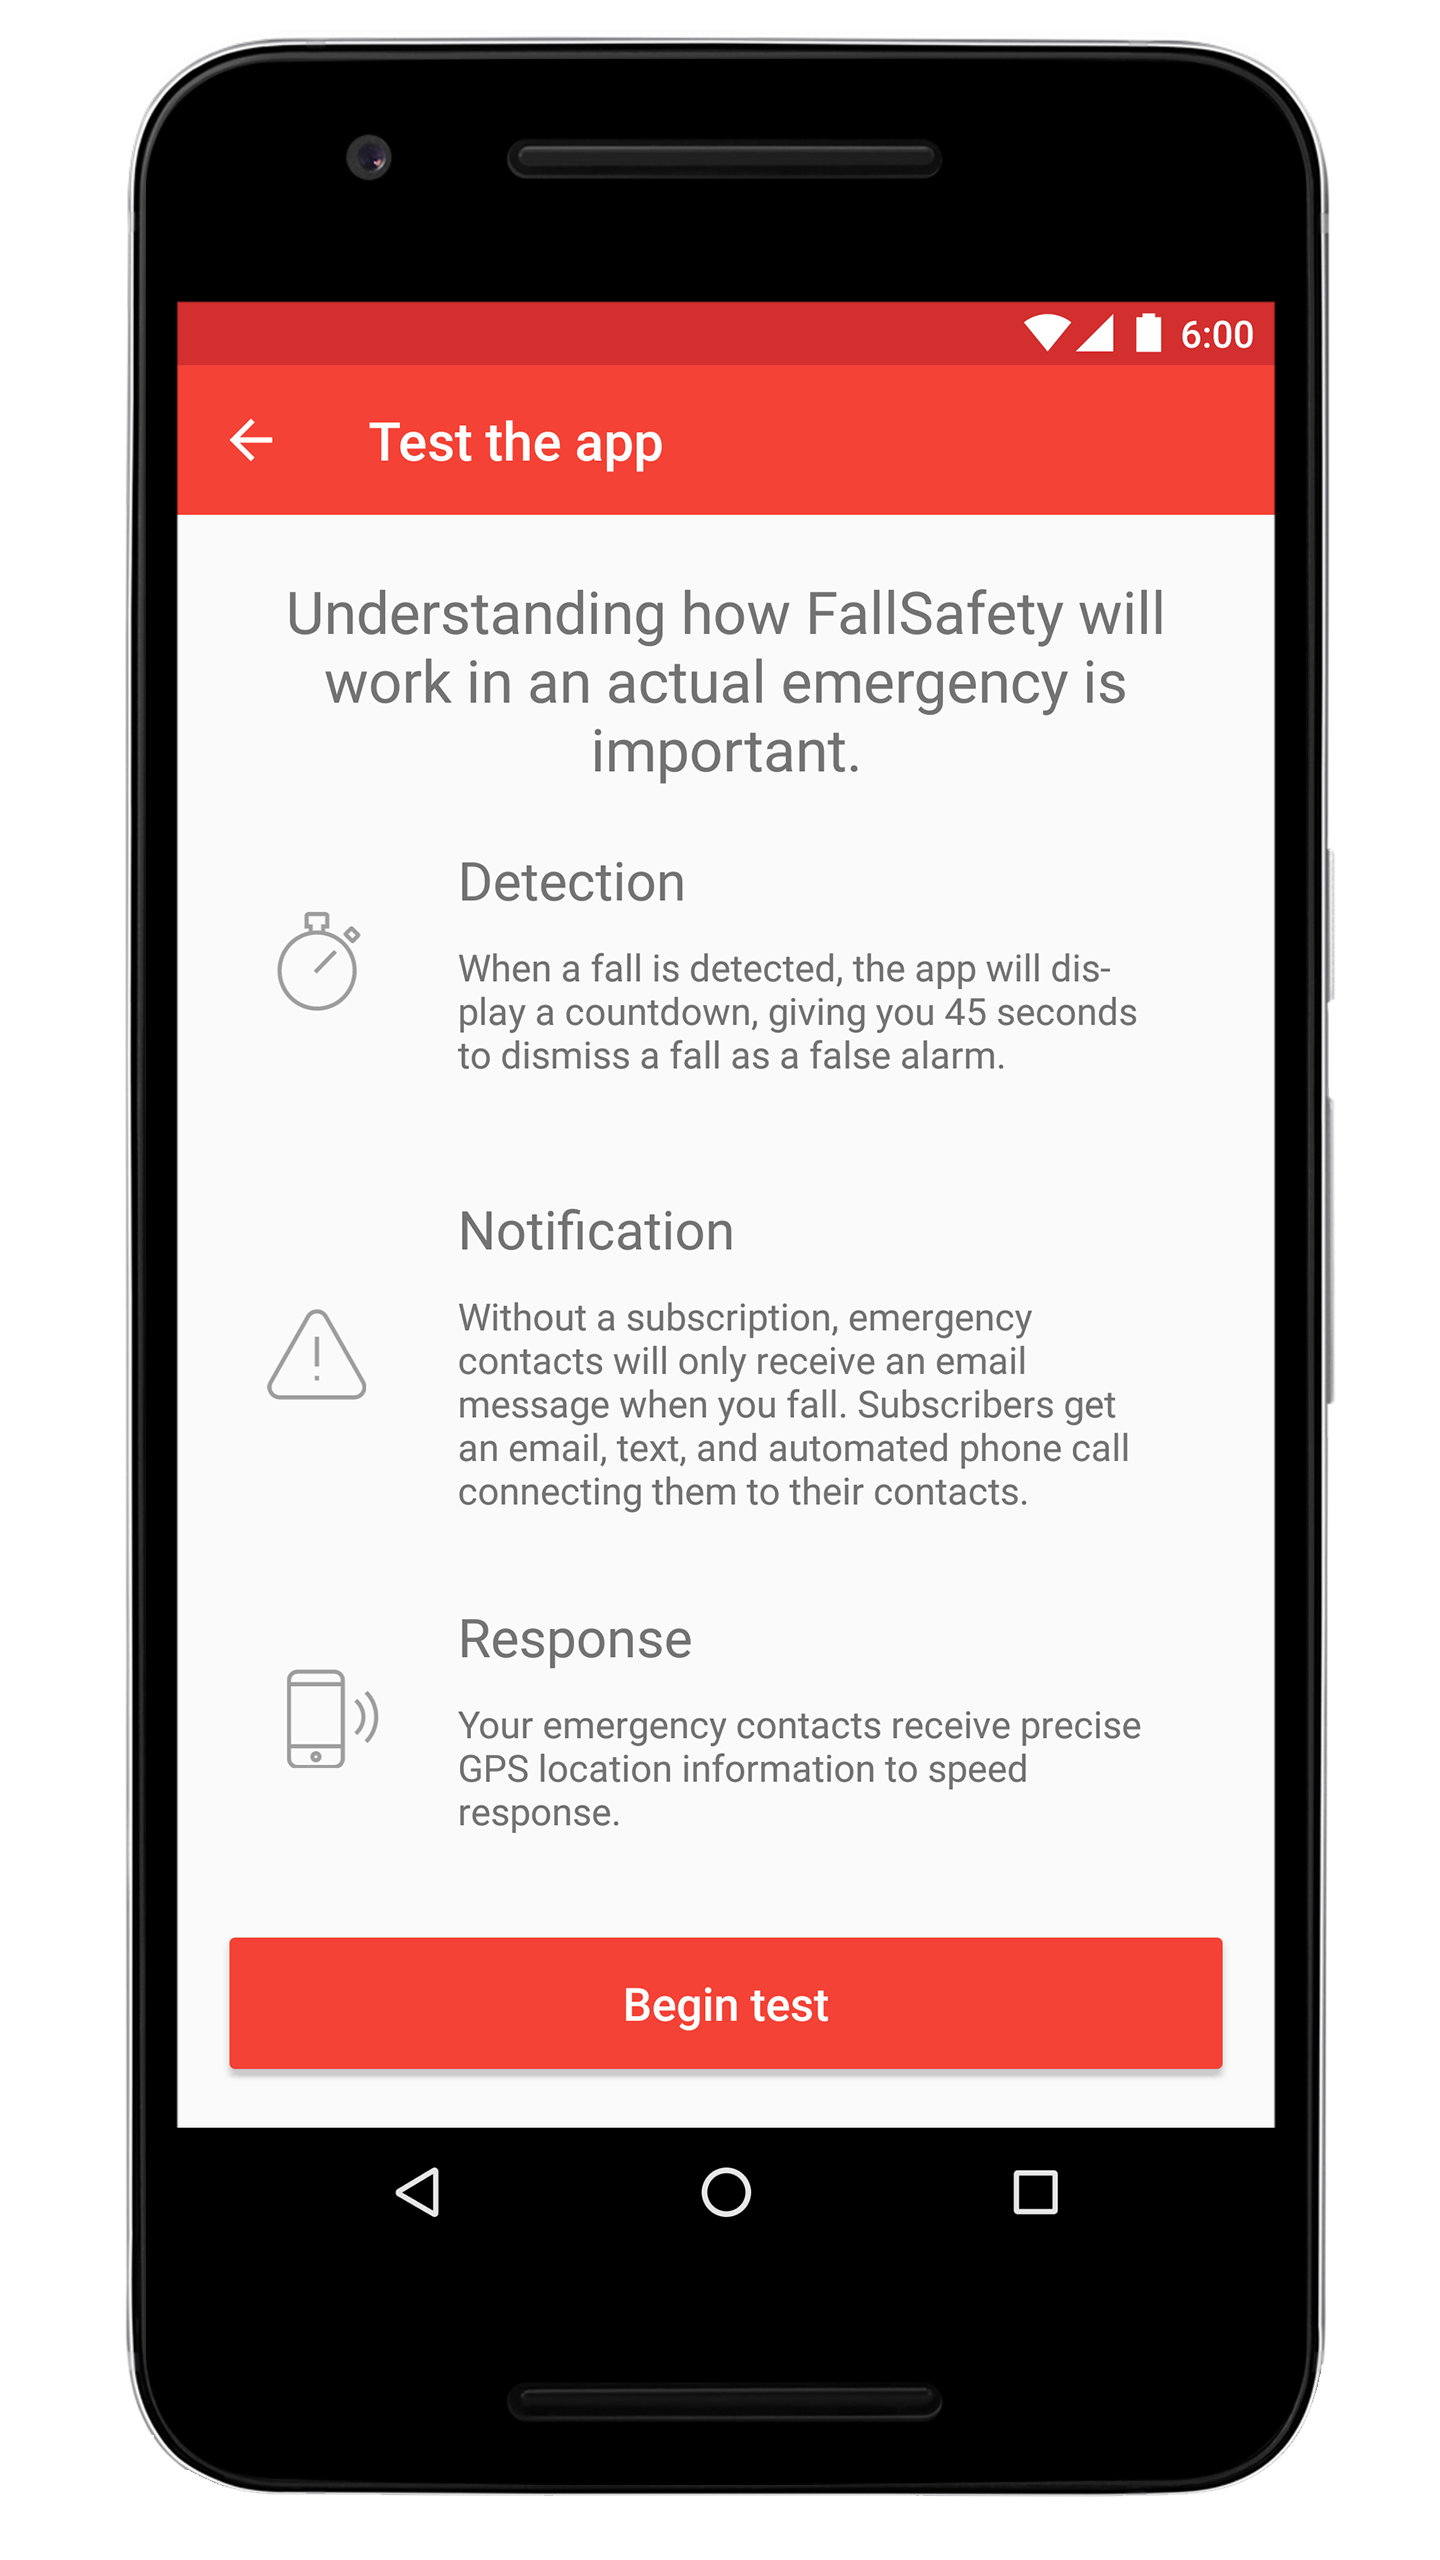 6:00
Test the app
Understanding how FallSafety will
work in an actual emergency is
important.
Detection
When a fall is detected, the app will dis-
play a countdown, giving you 45 seconds
to dismiss a fall as a false alarm.
Notification
Without a subscription, emergency
contacts will only receive an email
message when you fall. Subscribers get
an email, text, and automated phone call
connecting them to their contacts.
Response
Your emergency contacts receive precise
GPS location information to speed
response.
Begin test